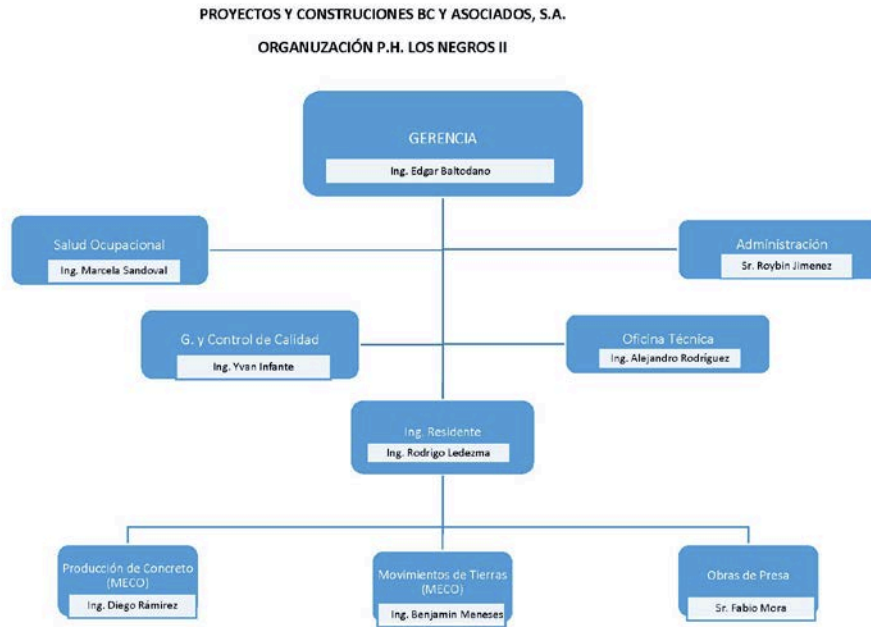 PROYECTOS Y CONSTRUCIONES BC Y ASOCIADOS, S.A.
ORGANUZACIÓN P.H. LOS NEGROS II
GERENCIA
Ing. Edgar Baltodano
Salud Ocupacional
Ing. Marcela Sandoval
Administración
Sr. Roybin Jimenez
G. y Control de Calidad
Ing. Yvan Infante
Oficina Técnica
Ing. Alejandro Rodríguez
Ing. Residente
Ing. Rodrigo Ledezma
Producción de Concreto
(MECO)
Ing. Diego Rámirez
Movimientos de Tierras
(MECO)
Ing. Benjamin Meneses
Obras de Presa
Sr. Fabio Mora